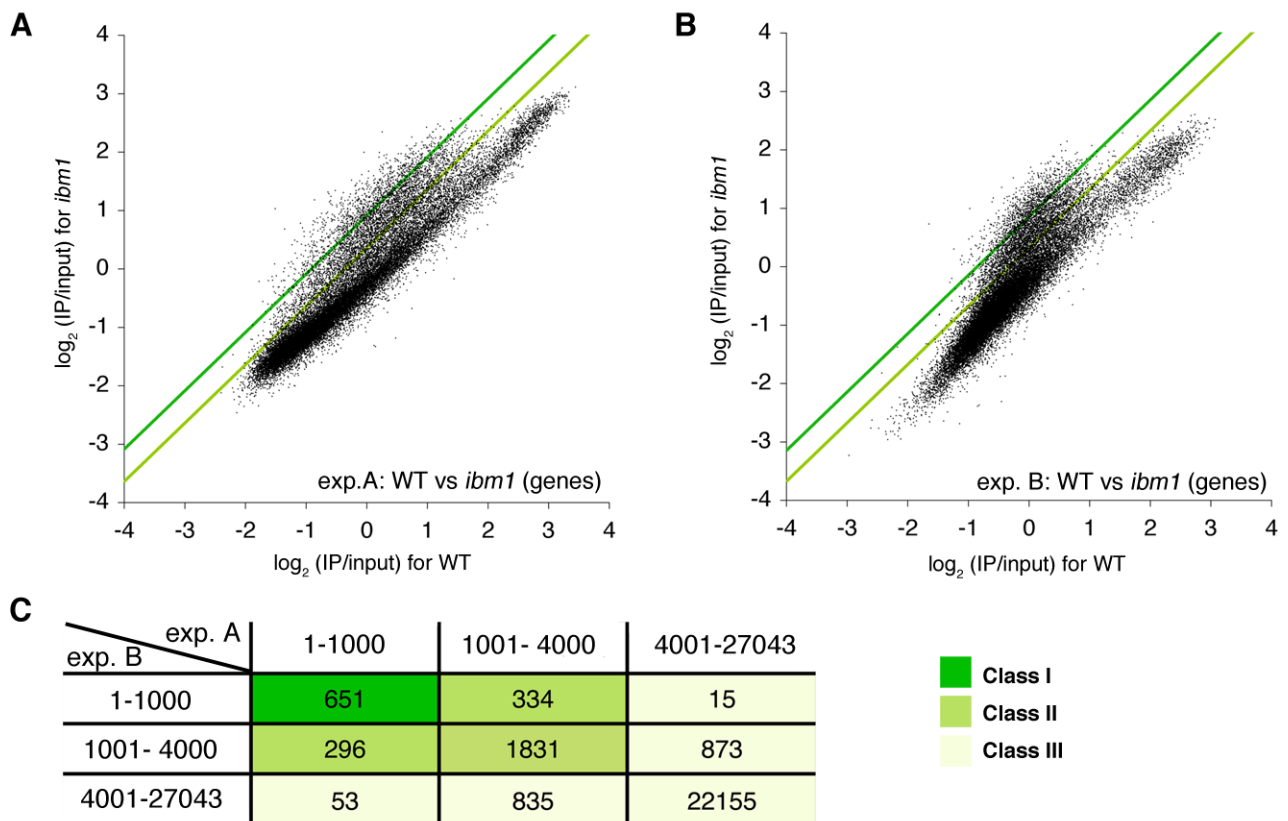 A
4
3
2
1
0
-1
-2
-3
-4
log2 (IP/input) for ibm1
exp.A: WT vs ibm1 (genes)
-4 -3 -2 -1 0 1 2 3 4
log2 (IP/input) for WT
B
4
3
2
1
0
-1
-2
-3
-4
log2 (IP/input) for ibm1
exp. B: WT vs ibm1 (genes)
-4 -3 -2 -1 0 1 2 3 4
log2 (IP/input) for WT
C
exp. A 1-1000 1001- 4000 4001-27043
exp. B
1-1000 651 334 15
1001- 4000 296 1831 873
4001-27043 53 835 22155
Class I
Class II
Class III